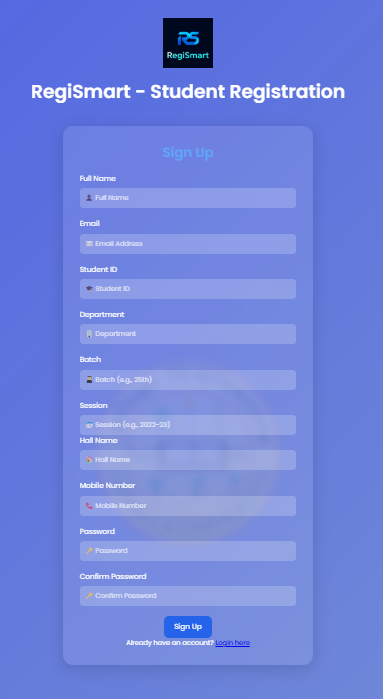 RS
RegiSmart
RegiSmart - Student Registration
Sign Up
Full Name
Full Name
Email
Email Address
Student ID
Student ID
Department
Department
Batch
Batch (e.g., 25th)
Session
Session (e.g., 2022-23)
Hall Name
Hall Name
Mobile Number
Mobile Number
Password
Password
Confirm Password
Confirm Password
Sign Up
Already have an account? Login here